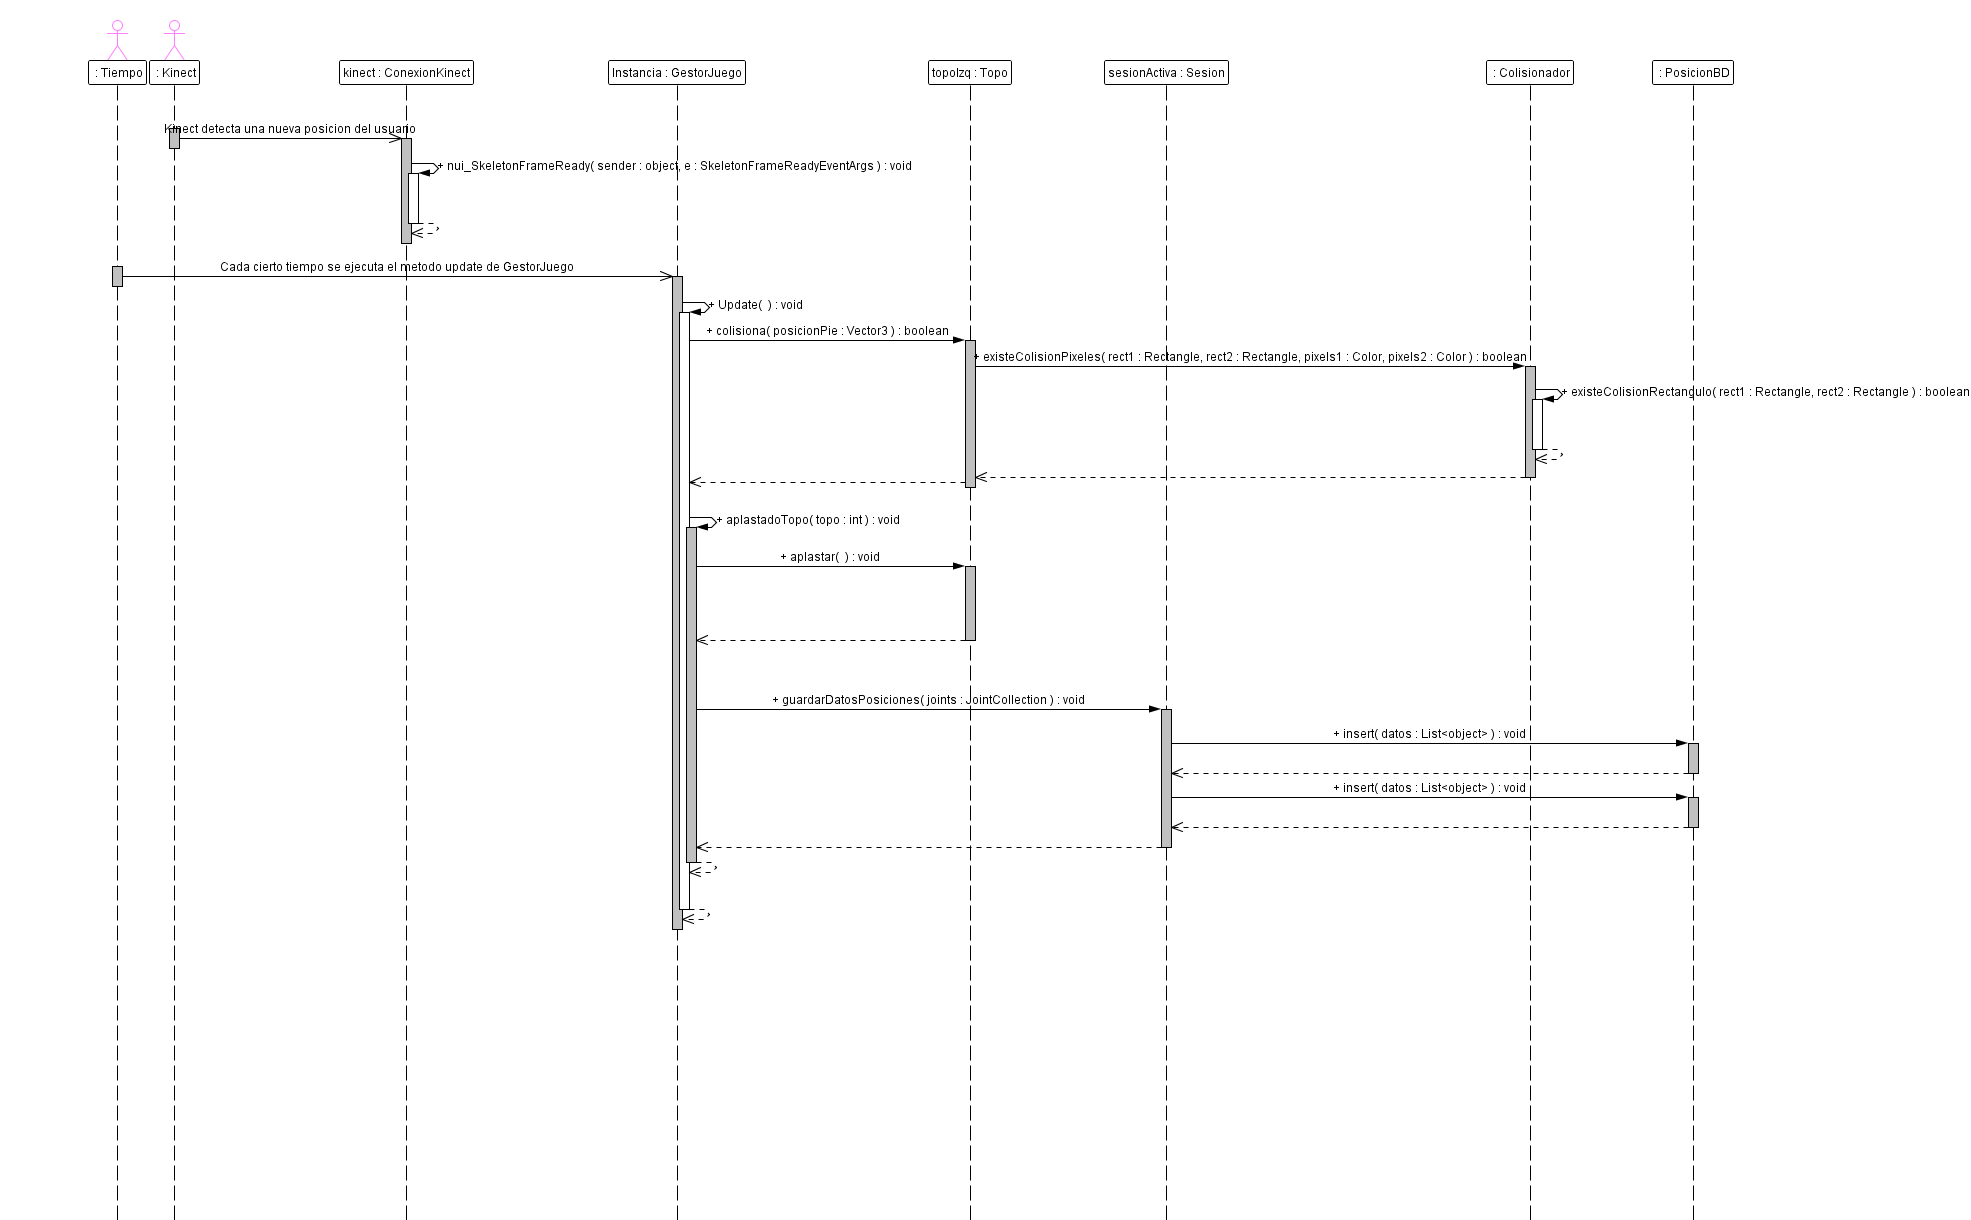 : Tiempo
: Kinect
kinect : ConexionKinect
Instancia : GestorJuego
topoIzq : Topo
sesionActiva : Sesion
: Colisionador
: PosicionBD
Kinect detecta una nueva posicion del usuario
+ nui_SkeletonFrameReady( sender : object, e : SkeletonFrameReadyEventArgs ) : void
Cada cierto tiempo se ejecuta el metodo update de GestorJuego
+ Update( ) : void
+ colisiona( posicionPie : Vector3 ) : boolean
+ existeColisionPixeles( rect1 : Rectangle, rect2 : Rectangle, pixels1 : Color, pixels2 : Color ) : boolean
+ existeColisionRectangulo( rect1 : Rectangle, rect2 : Rectangle ) : boolean
+ aplastadoTopo( topo : int ) : void
+ aplastar( ) : void
+ guardarDatosPosiciones( joints : JointCollection ) : void
+ insert( datos : List<object> ) : void
+ insert( datos : List<object> ) : void